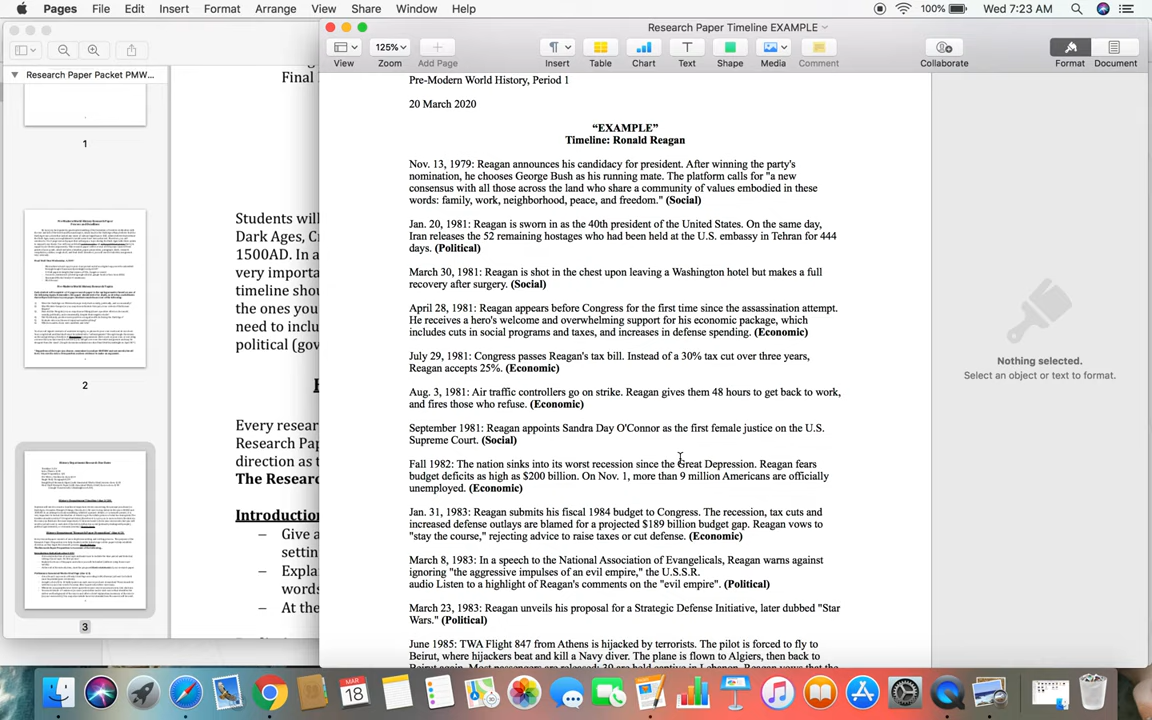 Pages File Edit Insert Format Arrange View Share Window Help 100% Wed 7:23 AM
Research Paper Timeline EXAMPLE
125%
View Zoom Add Page Insert Table Chart Text Shape Media Comment Collaborate Format Document
Research Paper Packet PMW...
1
2
3
Final
Students will
Dark Ages, C
1500AD. In a
very importa
timeline shou
the ones you
need to inclu
political (gov
Every resear
Research Pap
direction as t
The Researc
Introduction
– Give a
settin
– Explai
words
– At the
Pre-Modern World History, Period 1
20 March 2020
“EXAMPLE”
Timeline: Ronald Reagan
Nov. 13, 1979: Reagan announces his candidacy for president. After winning the party's
nomination, he chooses George Bush as his running mate. The platform calls for "a new
consensus with all those across the land who share a community of values embodied in these
words: family, work, neighborhood, peace, and freedom." (Social)
Jan. 20, 1981: Reagan is sworn in as the 40th president of the United States. On the same day,
Iran releases the 52 remaining hostages who had been held at the U.S. embassy in Tehran for 444
days. (Political)
March 30, 1981: Reagan is shot in the chest upon leaving a Washington hotel but makes a full
recovery after surgery. (Social)
April 28, 1981: Reagan appears before Congress for the first time since the assassination attempt.
He receives a hero's welcome and overwhelming support for his economic package, which
includes cuts in social programs and taxes, and increases in defense spending. (Economic)
July 29, 1981: Congress passes Reagan's tax bill. Instead of a 30% tax cut over three years,
Reagan accepts 25%. (Economic)
Aug. 3, 1981: Air traffic controllers go on strike. Reagan gives them 48 hours to get back to work,
and fires those who refuse. (Economic)
September 1981: Reagan appoints Sandra Day O'Connor as the first female justice on the U.S.
Supreme Court. (Social)
Fall 1982: The nation sinks into its worst recession since the Great Depression. Reagan fears
budget deficits as high as $200 billion. On Nov. 1, more than 9 million Americans are officially
unemployed. (Economic)
Jan. 31, 1983: Reagan submits his fiscal 1984 budget to Congress. The recession, tax cuts and
increased defense outlays are blamed for a projected $189 billion budget gap. Reagan vows to
"stay the course," rejecting advice to raise taxes or cut defense. (Economic)
March 8, 1983: In a speech to the National Association of Evangelicals, Reagan warns against
ignoring "the aggressive impulses of an evil empire," the U.S.S.R.
audio Listen to a highlight of Reagan's comments on the "evil empire". (Political)
March 23, 1983: Reagan unveils his proposal for a Strategic Defense Initiative, later dubbed "Star
Wars." (Political)
June 1985: TWA Flight 847 from Athens is hijacked by terrorists. The pilot is forced to fly to
Beirut, where hijackers beat and kill a Navy diver. The plane is flown to Algiers, then back to
Nothing selected.
Select an object or text to format.
MAR
18